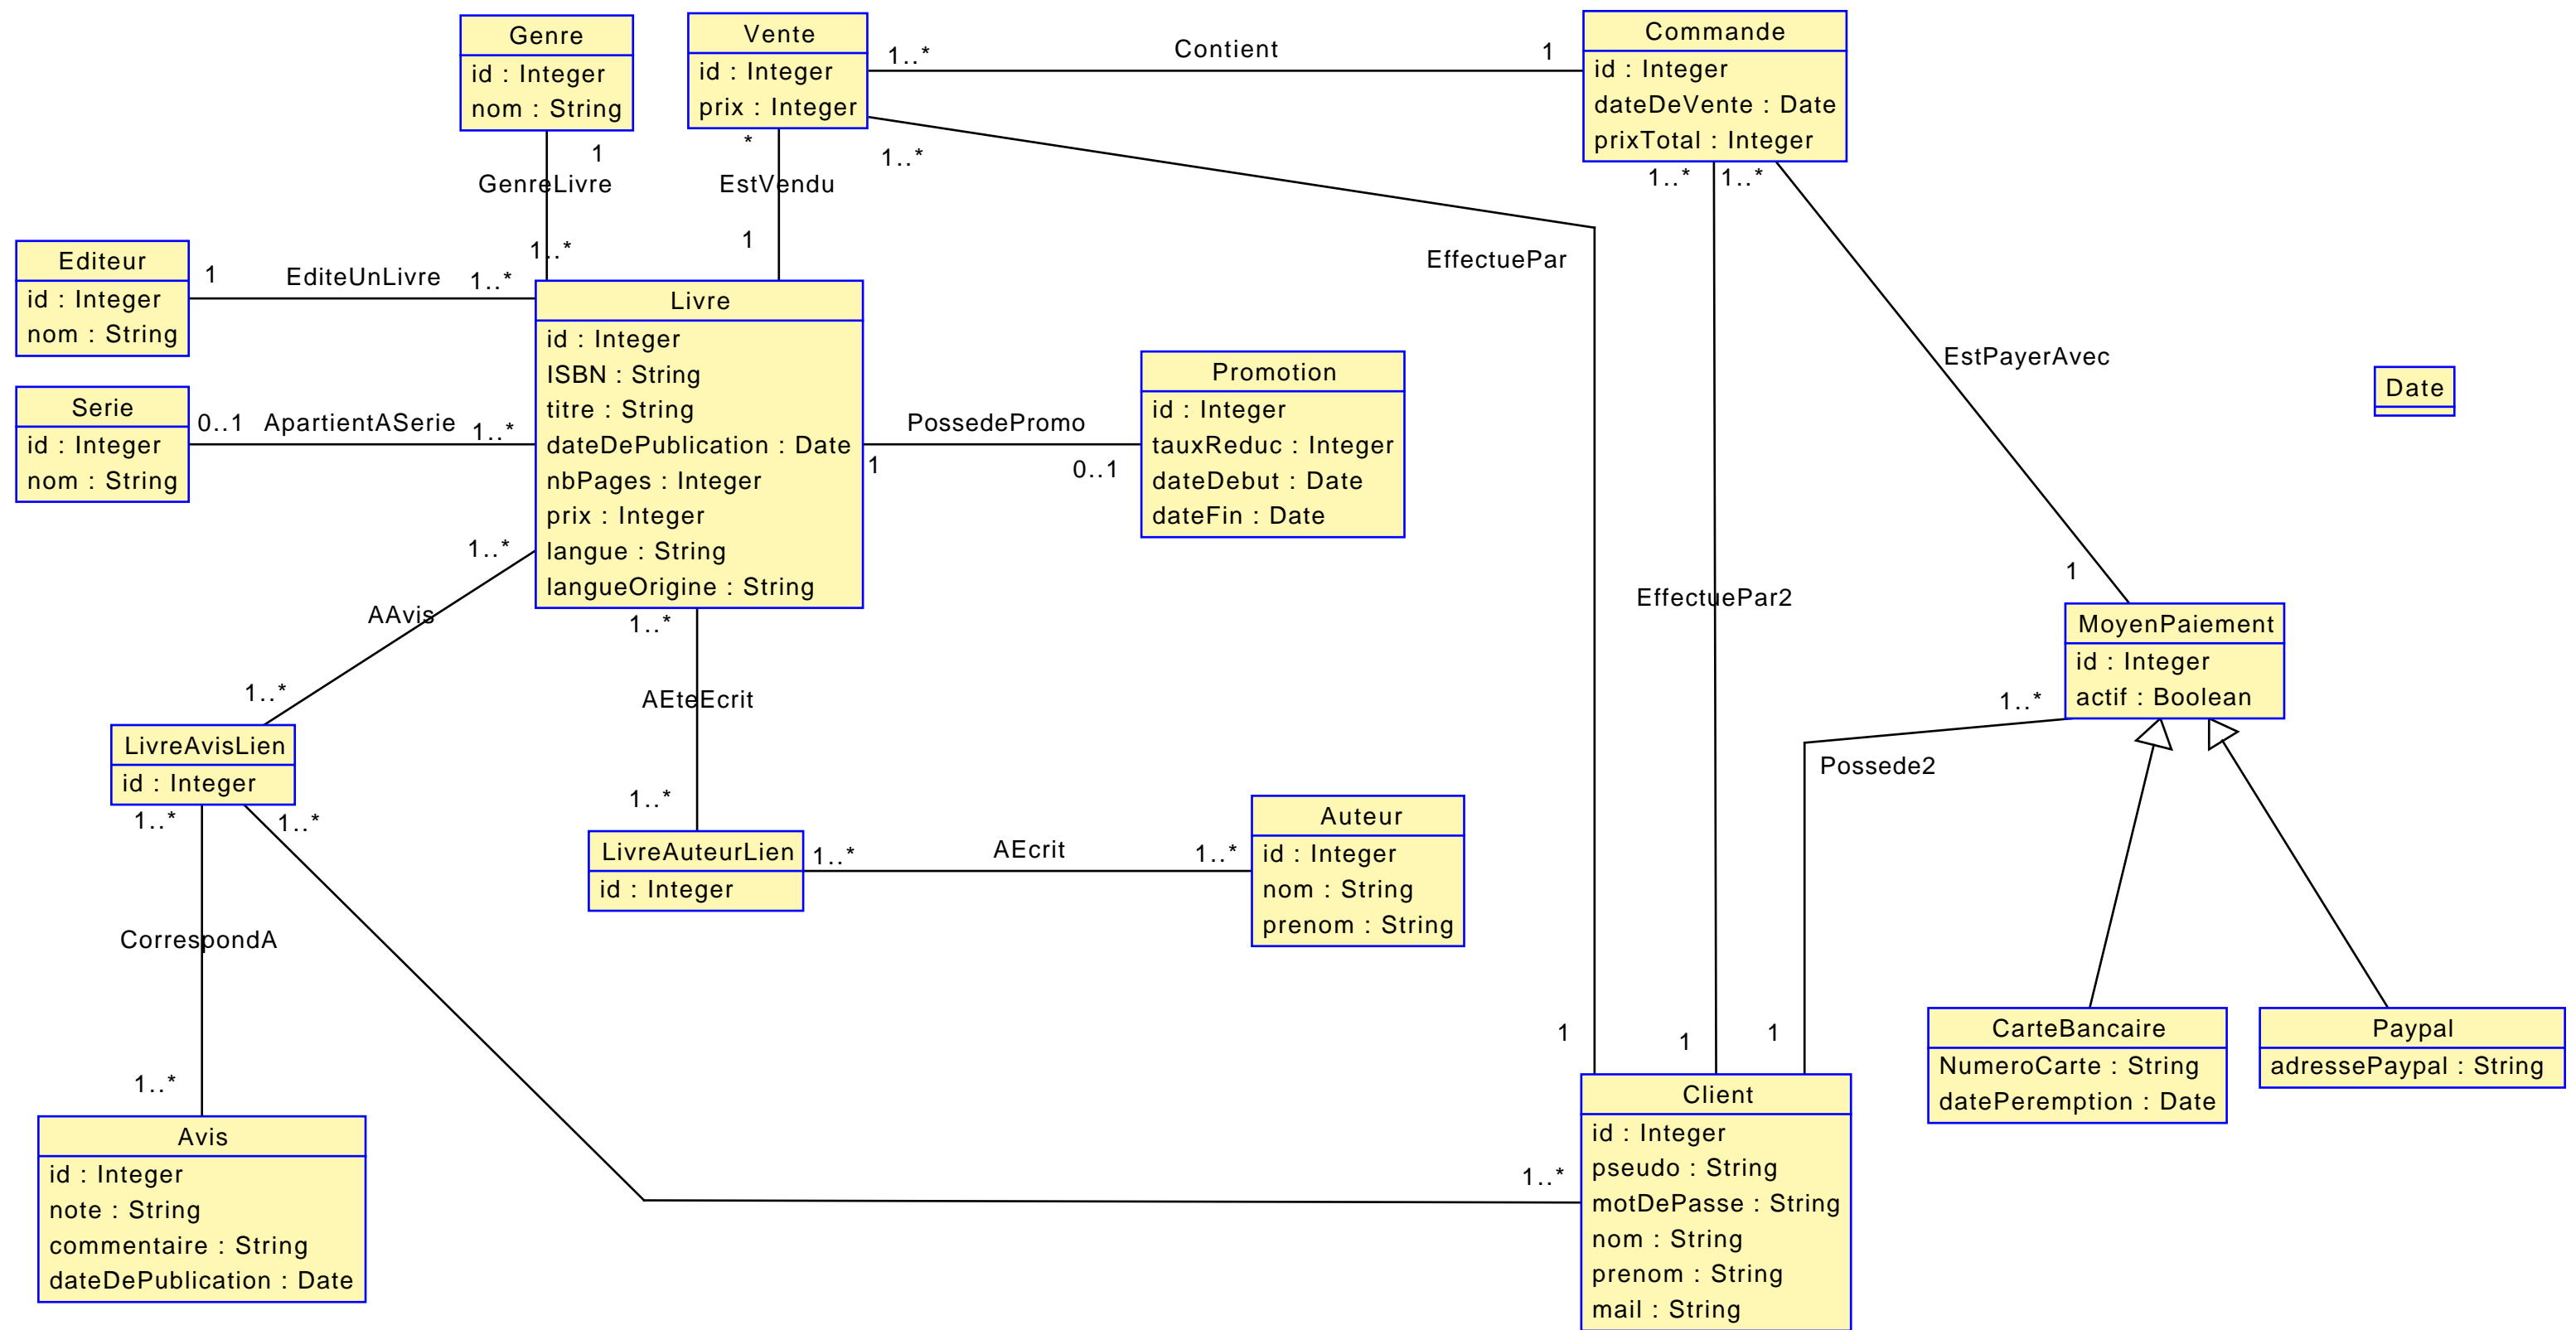 Genre
id : Integer
nom : String
Vente
id : Integer
prix : Integer
1..*
Contient
1
Commande
id : Integer
dateDeVente : Date
prixTotal : Integer
1
GenreLivre
1..*
*
EstVendu
1
1..*
EffectuePar
1
1..*
1..*
EffectuePar2
1
EstPayerAvec
1
Editeur
id : Integer
nom : String
1
EditeUnLivre
1..*
Serie
id : Integer
nom : String
0..1
ApartientASerie
1..*
Livre
id : Integer
ISBN : String
titre : String
dateDePublication : Date
nbPages : Integer
prix : Integer
langue : String
langueOrigine : String
PossedePromo
1
0..1
Promotion
id : Integer
tauxReduc : Integer
dateDebut : Date
dateFin : Date
Date
MoyenPaiement
id : Integer
actif : Boolean
1..*
Possede2
1
1..*
AAvis
1..*
LivreAvisLien
id : Integer
1..*
1..*
CorrespondA
1..*
1..*
AEteEcrit
1..*
LivreAuteurLien
id : Integer
1..*
AEcrit
1..*
Auteur
id : Integer
nom : String
prenom : String
CarteBancaire
NumeroCarte : String
datePeremption : Date
Paypal
adressePaypal : String
Avis
id : Integer
note : String
commentaire : String
dateDePublication : Date
1..*
Client
id : Integer
pseudo : String
motDePasse : String
nom : String
prenom : String
mail : String